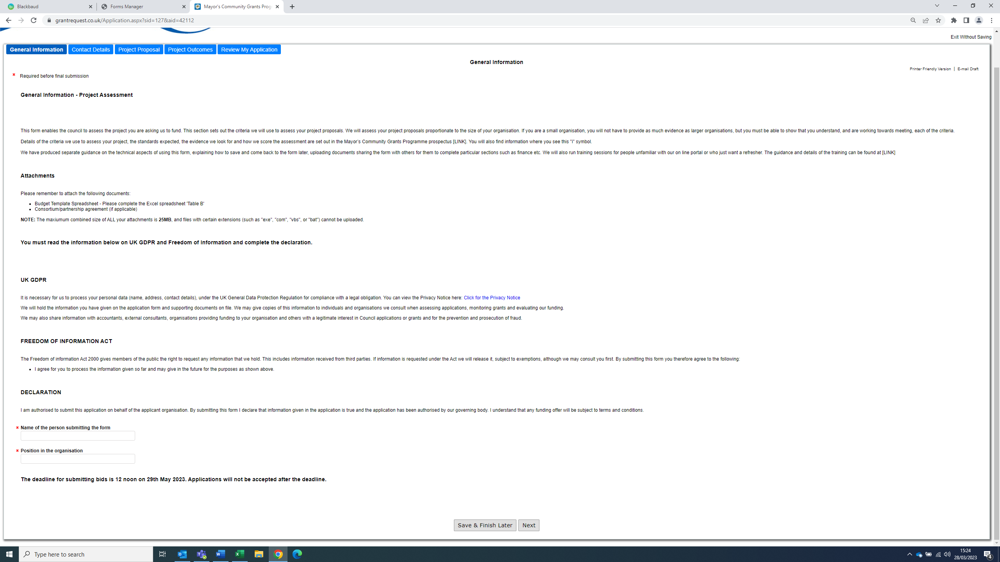 Blackbaud
Forms Manager
Mayor's Community Grants Prog
grantrequest.co.uk/Application.aspx?sid=127&aid=42112
Exit Without Saving
General Information Contact Details Project Proposal Project Outcomes Review My Application
General Information
Printer Friendly Version | E-mail Draft
* Required before final submission
General Information - Project Assessment
This form enables the council to assess the project you are asking us to fund. This section sets out the criteria we will use to assess your project proposals. We will assess your project proposals proportionate to the size of your organisation. If you are a small organisation, you will not have to provide as much evidence as larger organisations, but you must be able to show that you understand, and are working towards meeting, each of the criteria.
Details of the criteria we use to assess your project, the standards expected, the evidence we look for and how we score the assessment are set out in the Mayor's Community Grants Programme prospectus [LINK]. You will also find information where you see this "i" symbol.
We have produced separate guidance on the technical aspects of using this form, explaining how to save and come back to the form later, uploading documents sharing the form with others for them to complete particular sections such as finance etc. We will also run training sessions for people unfamiliar with our on line portal or who just want a refresher. The guidance and details of the training can be found at [LINK]
Attachments
Please remember to attach the following documents:
• Budget Template Spreadsheet - Please complete the Excel spreadsheet 'Table B'
• Consortium/partnership agreement (if applicable)
NOTE: The maxiumum combined size of ALL your attachments is 25MB, and files with certain extensions (such as "exe", "com", "vbs", or "bat") cannot be uploaded.
You must read the information below on UK GDPR and Freedom of Information and complete the declaration.
UK GDPR
It is necessary for us to process your personal data (name, address, contact details), under the UK General Data Protection Regulation for compliance with a legal obligation. You can view the Privacy Notice here: Click for the Privacy Notice
We will hold the information you have given on the application form and supporting documents on file. We may give copies of this information to individuals and organisations we consult when assessing applications, monitoring grants and evaluating our funding.
We may also share information with accountants, external consultants, organisations providing funding to your organisation and others with a legitimate interest in Council applications or grants and for the prevention and prosecution of fraud.
FREEDOM OF INFORMATION ACT
The Freedom of information Act 2000 gives members of the public the right to request any information that we hold. This includes information received from third parties. If information is requested under the Act we will release it, subject to exemptions, although we may consult you first. By submitting this form you therefore agree to the following:
• I agree for you to process the information given so far and may give in the future for the purposes as shown above.
DECLARATION
I am authorised to submit this application on behalf of the applicant organisation. By submitting this form I declare that information given in the application is true and the application has been authorised by our governing body. I understand that any funding offer will be subject to terms and conditions.
* Name of the person submitting the form
* Position in the organisation
The deadline for submitting bids is 12 noon on 29th May 2023. Applications will not be accepted after the deadline.
Save & Finish Later Next
Type here to search
15:24
28/03/2023
4